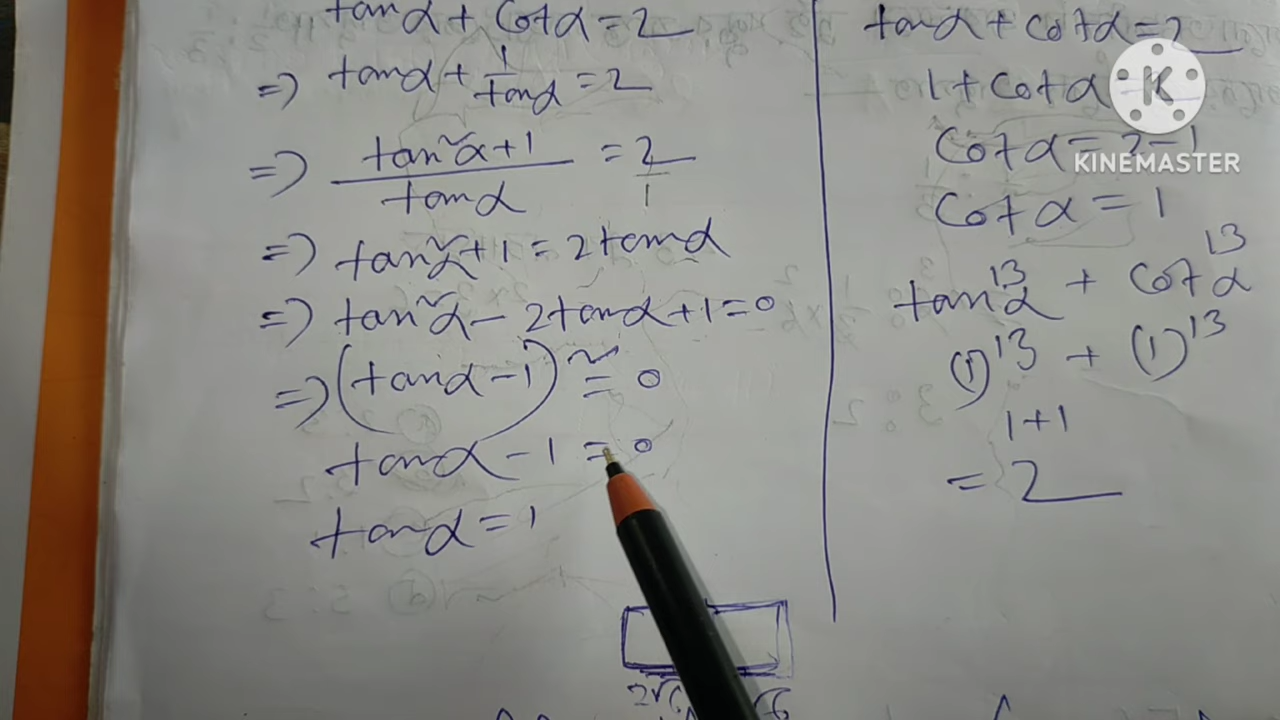 tanα + cotα = 2
⇒ tanα + 1/tanα = 2
⇒ tan²α + 1 / tanα = 2/1
⇒ tan²α + 1 = 2tanα
⇒ tan²α - 2tanα + 1 = 0
⇒ (tanα - 1)² = 0
tanα - 1 = 0
tanα = 1
tanα + cotα = 2
1 + cotα
cotα = 2 - 1
cotα = 1
tan¹³α + cot¹³α
(1)¹³ + (1)¹³
1 + 1
= 2
K
KINEMASTER